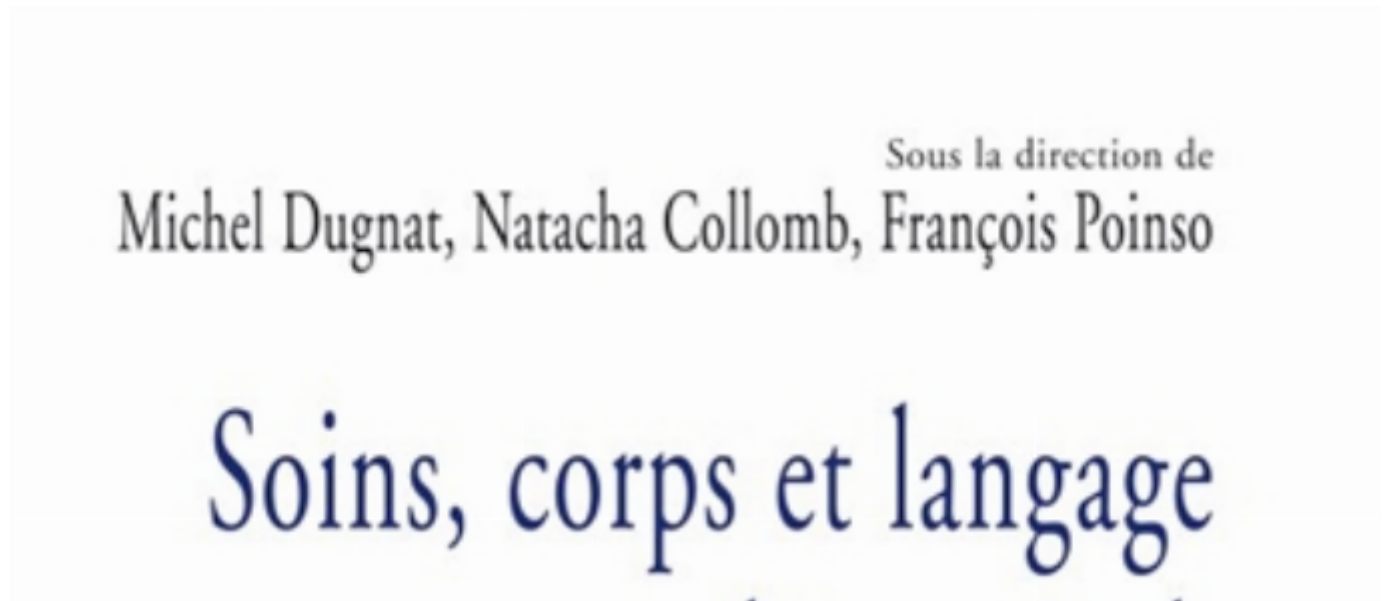 Sous la direction de
Michel Dugnat, Natacha Collomb, François Poinso
Soins, corps et langage